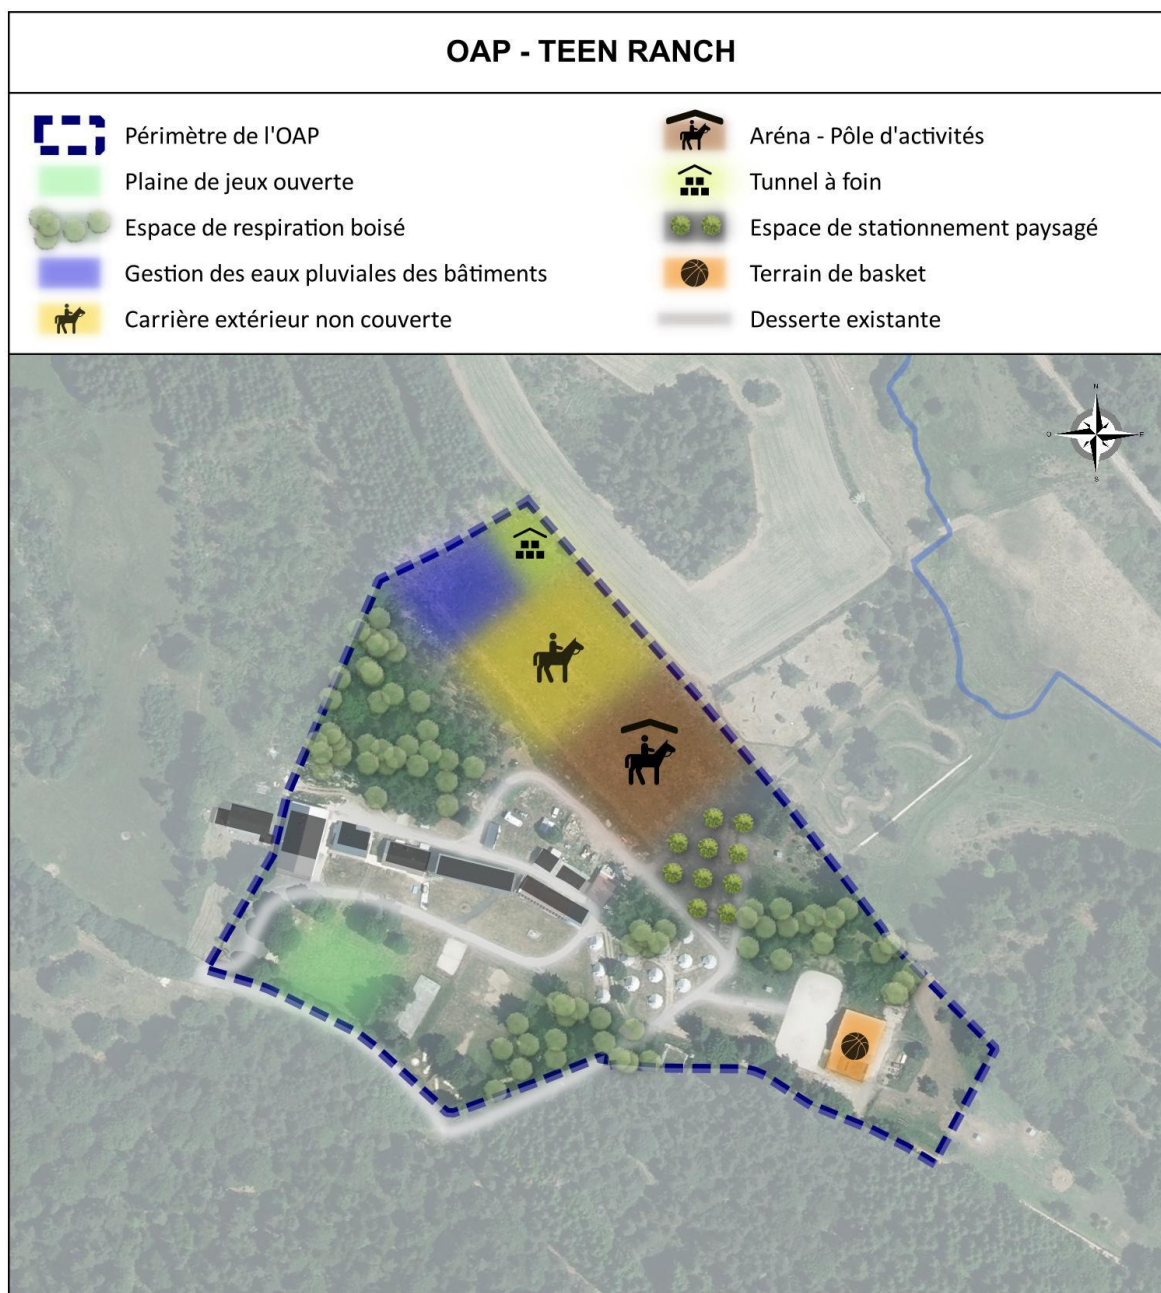 OAP - TEEN RANCH
Périmètre de l'OAP
Plaine de jeux ouverte
Espace de respiration boisé
Gestion des eaux pluviales des bâtiments
Carrière extérieur non couverte
Aréna - Pôle d'activités
Tunnel à foin
Espace de stationnement paysagé
Terrain de basket
Desserte existante
N
O
E
S